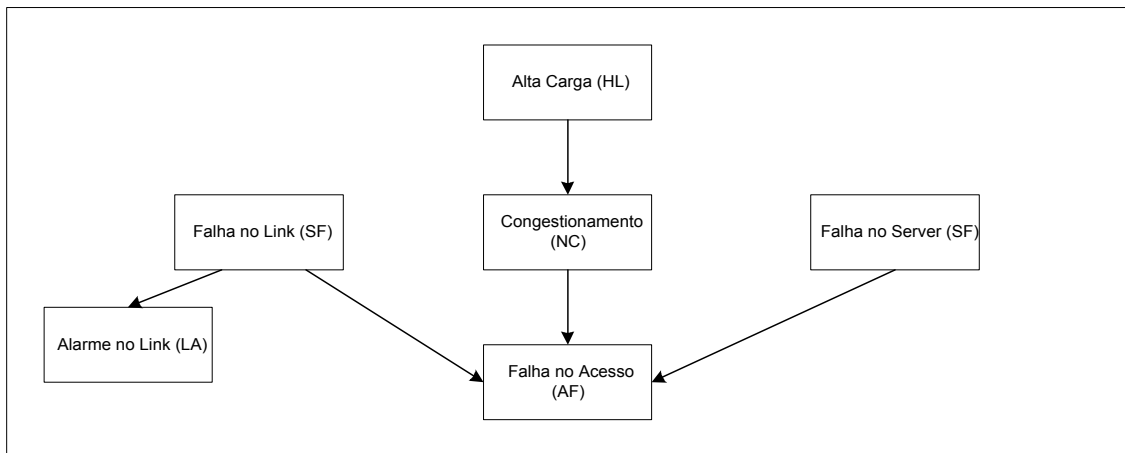 Alta Carga (HL)
Falha no Link (SF)
Congestionamento
(NC)
Falha no Server (SF)
Alarme no Link (LA)
Falha no Acesso
(AF)